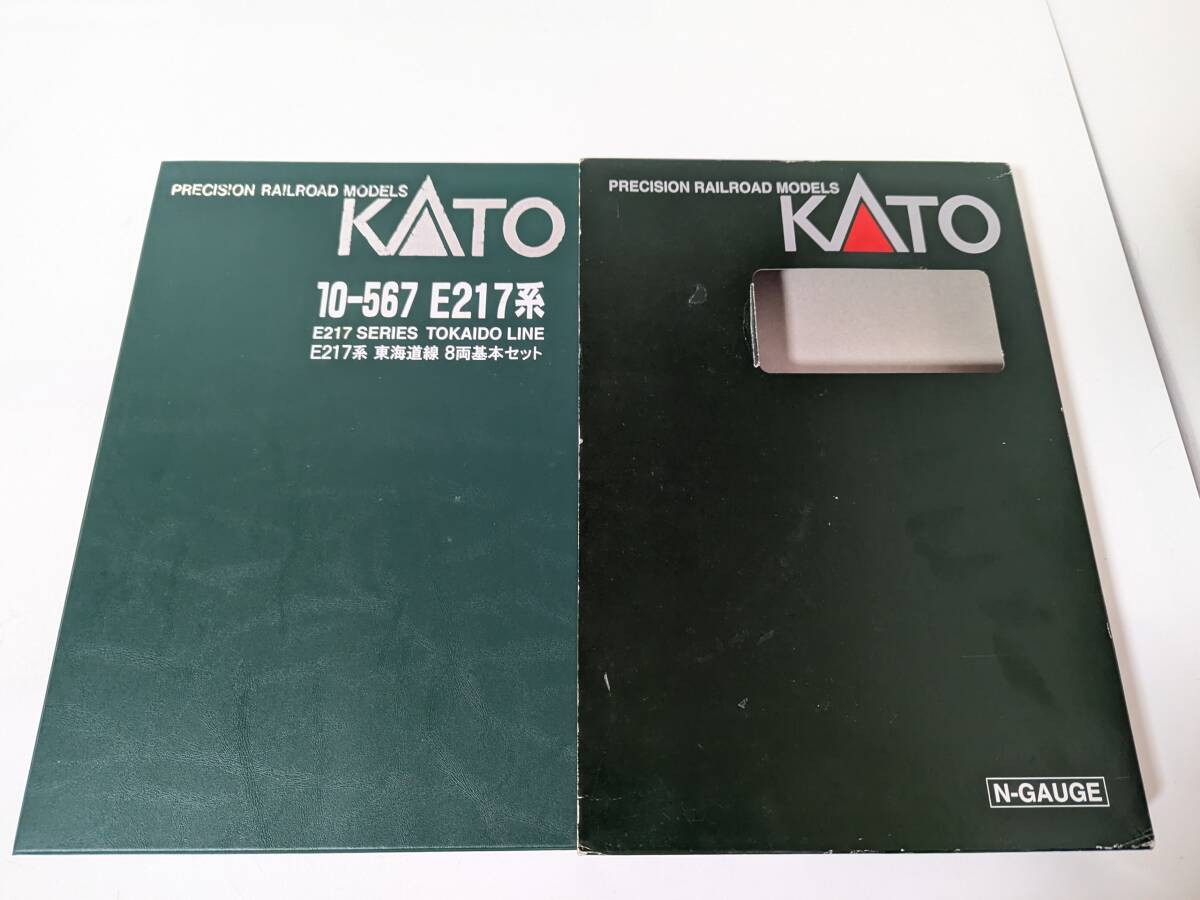 PRECISION RAILROAD MODELS
KATO
10-567 E217系
E217 SERIES TOKAIDO LINE
E217系 東海道線 8両基本セット
PRECISION RAILROAD MODELS
KATO
N-GAUGE